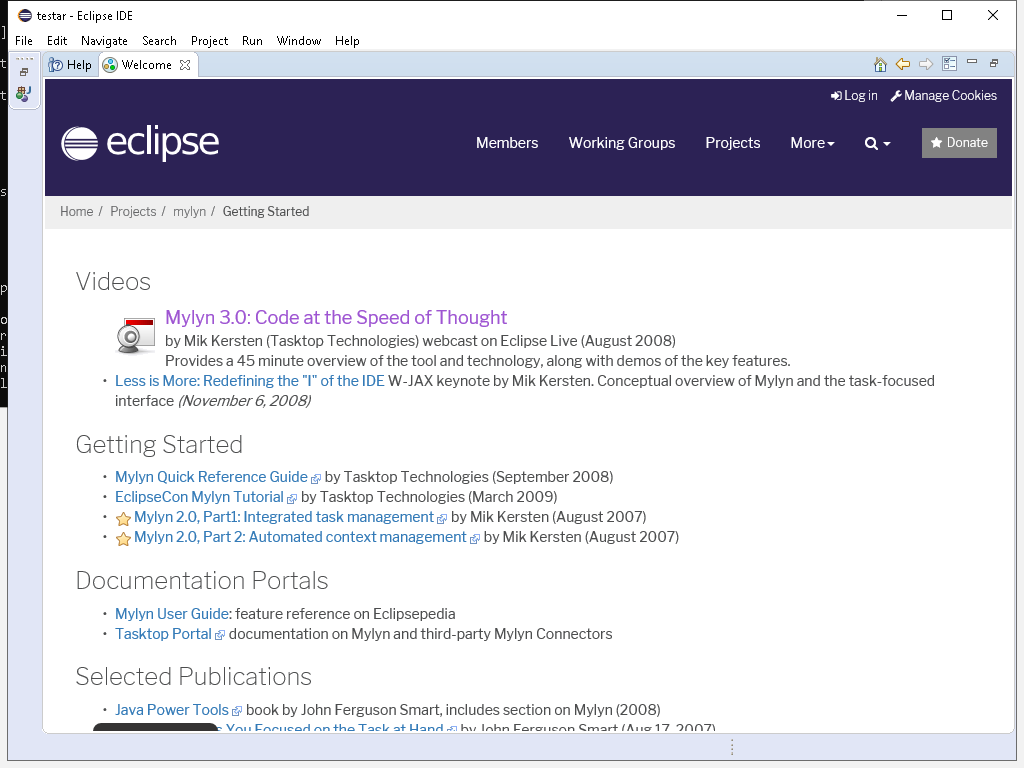 testar - Eclipse IDE
File Edit Navigate Search Project Run Window Help
Help Welcome
Log in Manage Cookies
eclipse Members Working Groups Projects More Donate
Home / Projects / mylyn / Getting Started
Videos
Mylyn 3.0: Code at the Speed of Thought
by Mik Kersten (Tasktop Technologies) webcast on Eclipse Live (August 2008)
Provides a 45 minute overview of the tool and technology, along with demos of the key features.
• Less is More: Redefining the "I" of the IDE W-JAX keynote by Mik Kersten. Conceptual overview of Mylyn and the task-focused
interface (November 6, 2008)
Getting Started
• Mylyn Quick Reference Guide by Tasktop Technologies (September 2008)
• EclipseCon Mylyn Tutorial by Tasktop Technologies (March 2009)
• Mylyn 2.0, Part1: Integrated task management by Mik Kersten (August 2007)
• Mylyn 2.0, Part 2: Automated context management by Mik Kersten (August 2007)
Documentation Portals
• Mylyn User Guide: feature reference on Eclipsepedia
• Tasktop Portal documentation on Mylyn and third-party Mylyn Connectors
Selected Publications
• Java Power Tools book by John Ferguson Smart, includes section on Mylyn (2008)
You Focused on the Task at Hand by John Ferguson Smart (Aug 17, 2007)